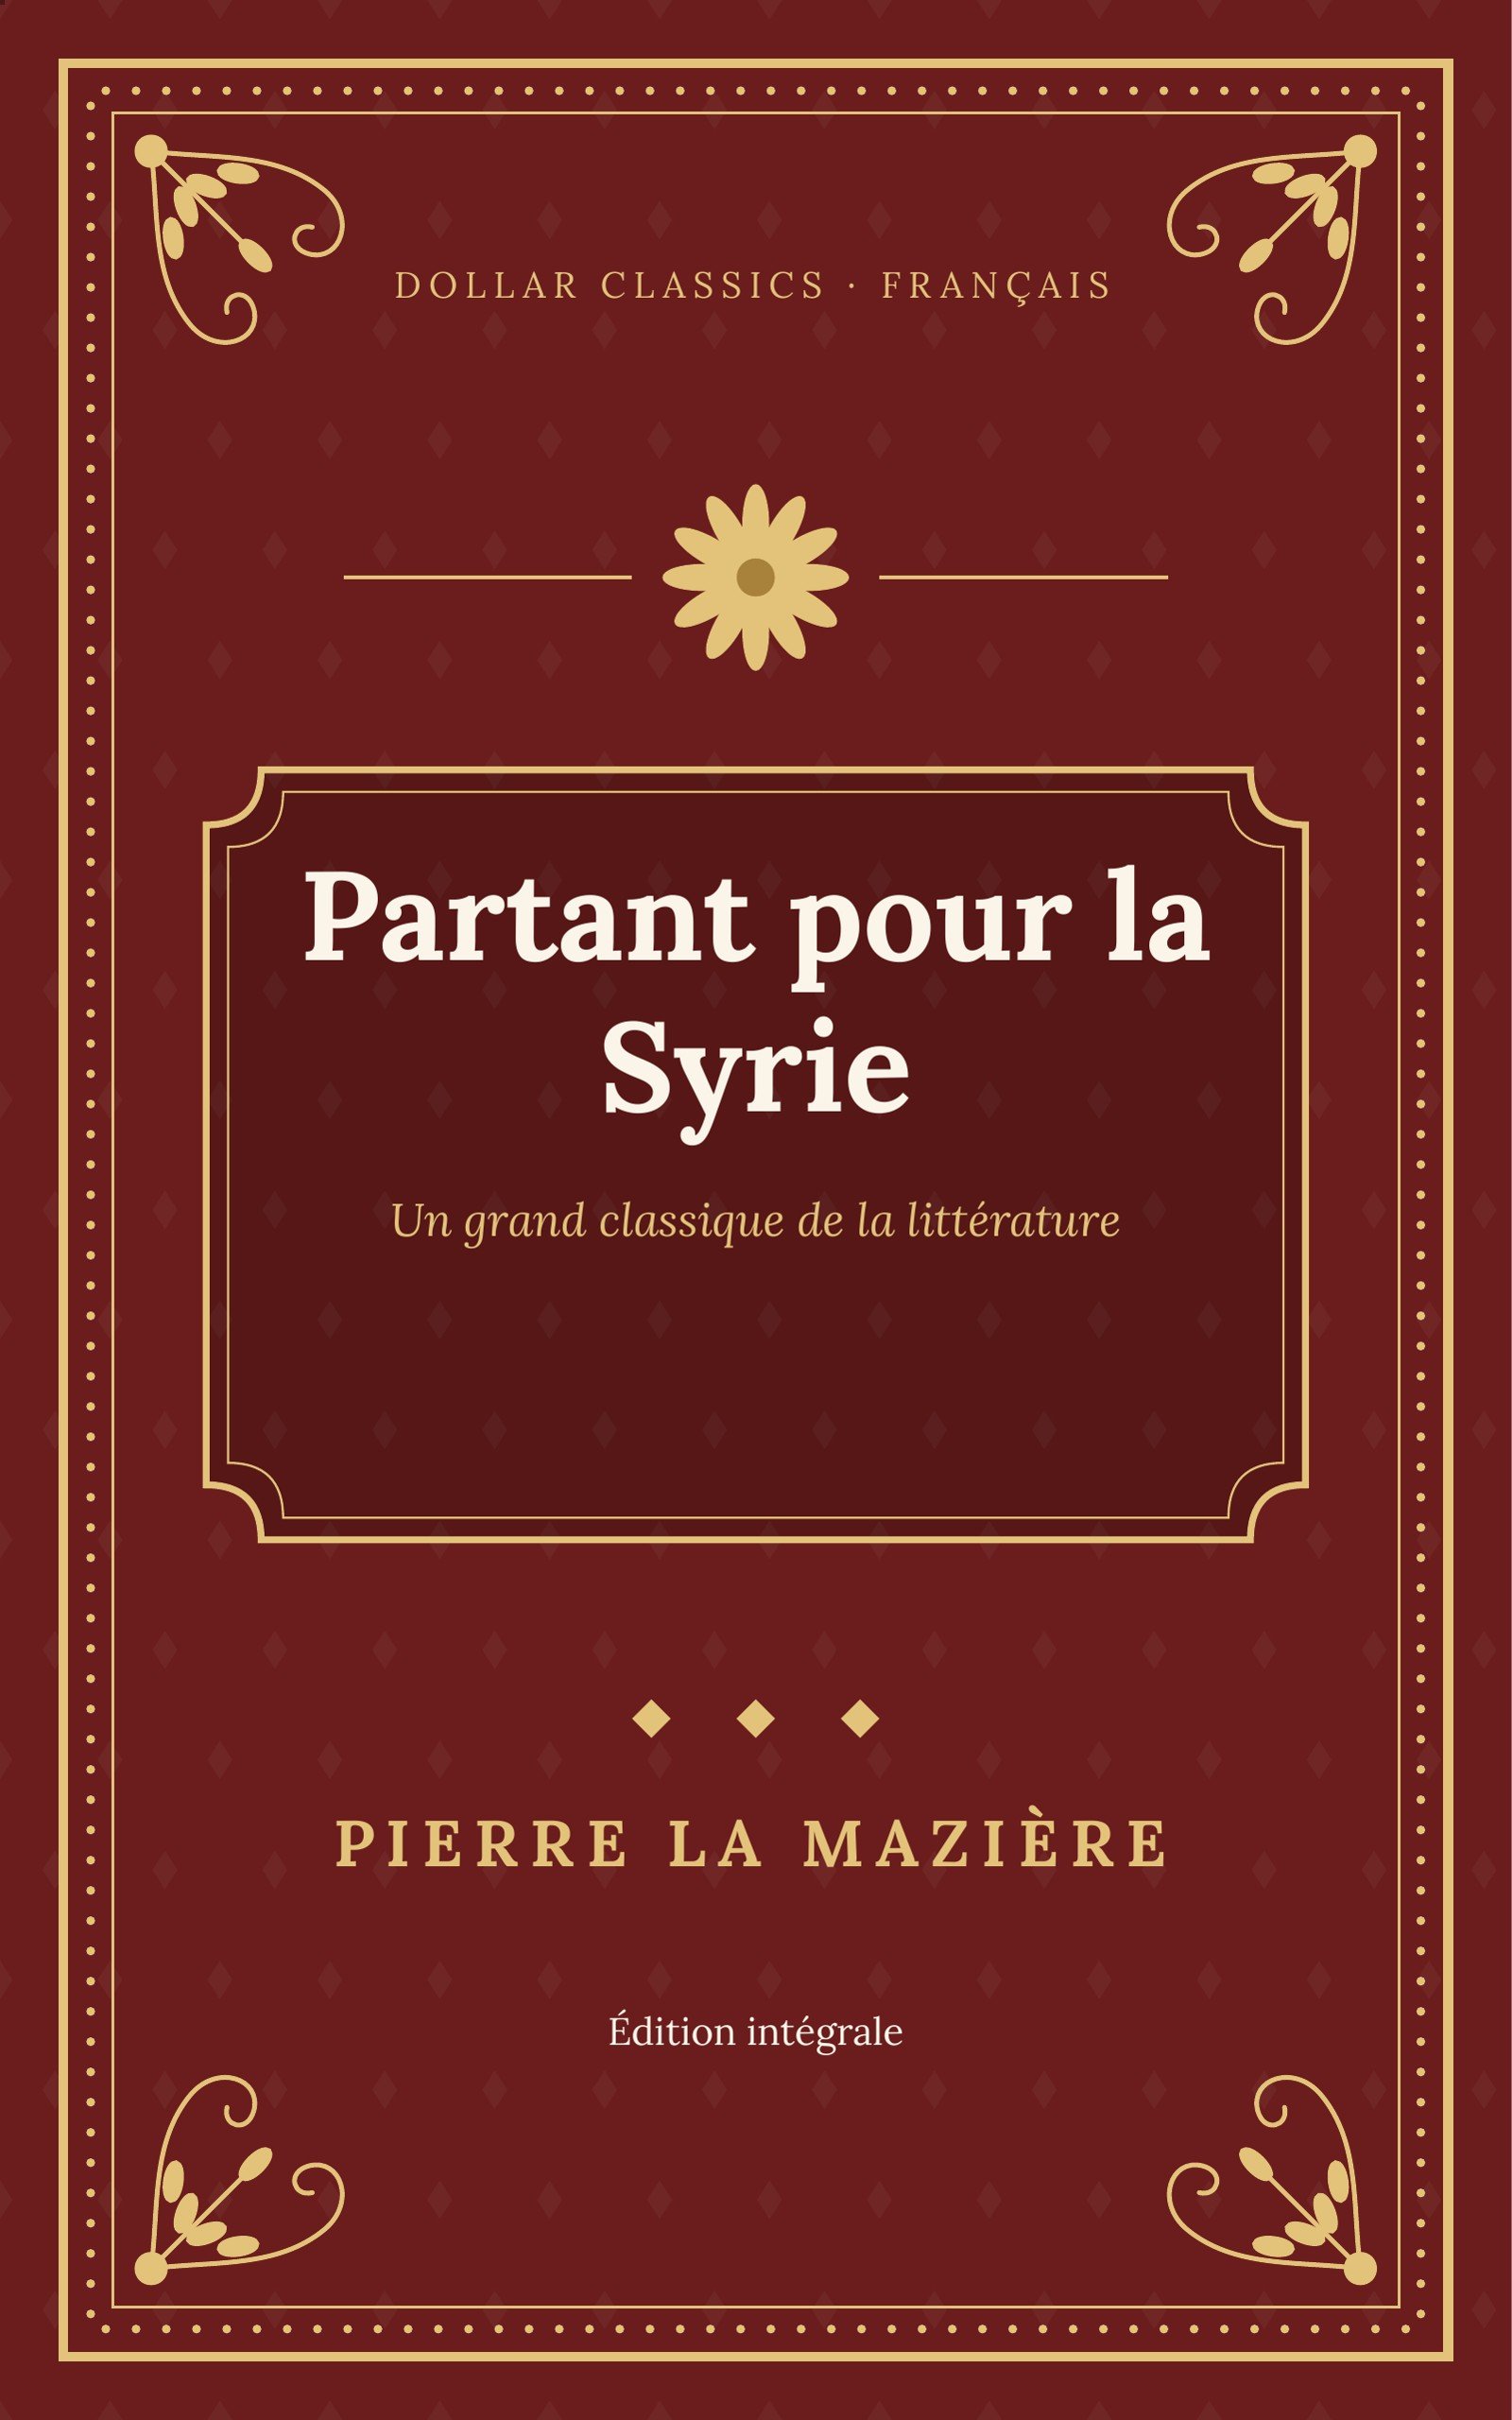 DOLLAR CLASSICS · FRANÇAIS
Partant pour la
Syrie
Un grand classique de la littérature
PIERRE LA MAZIÈRE
Édition intégrale